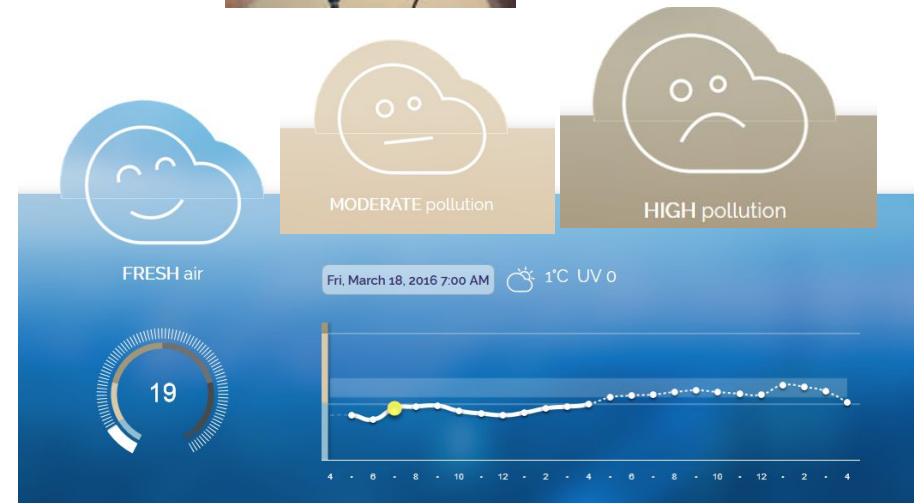 MODERATE pollution
HIGH pollution
FRESH air
Fri, March 18, 2016 7:00 AM 1°C UV 0
19
4 - 6 - 8 - 10 - 12 - 2 - 4 - 6 - 8 - 10 - 12 - 2 - 4